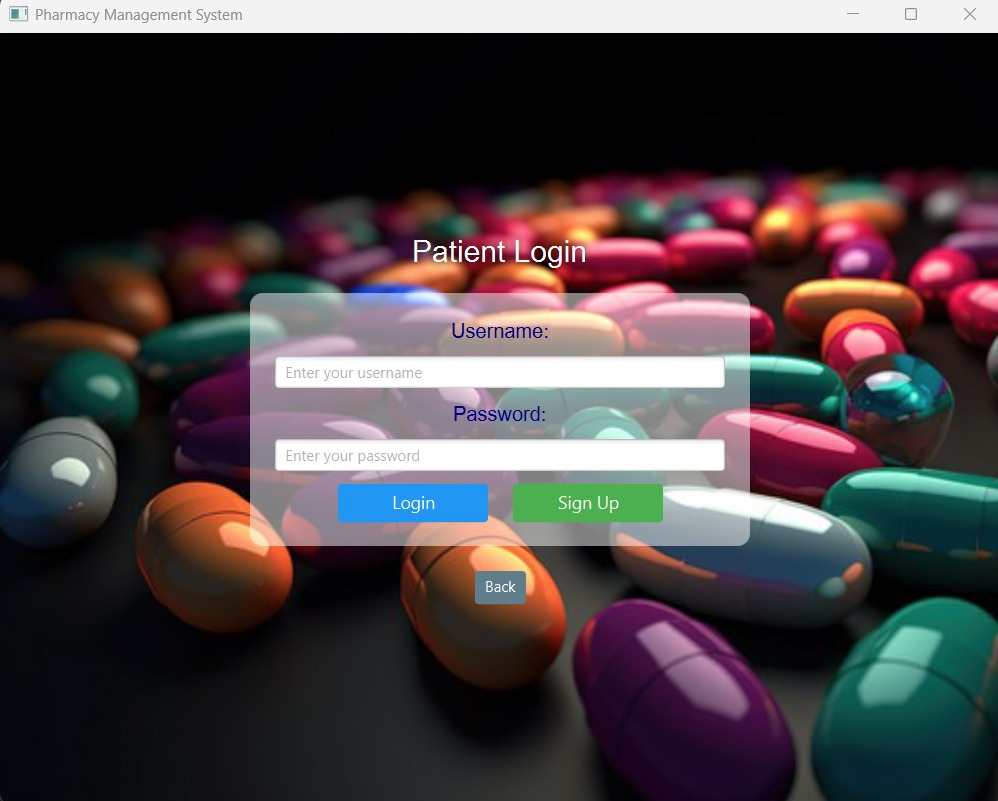 Pharmacy Management System
Patient Login
Username:
Enter your username
Password:
Enter your password
Login Sign Up
Back